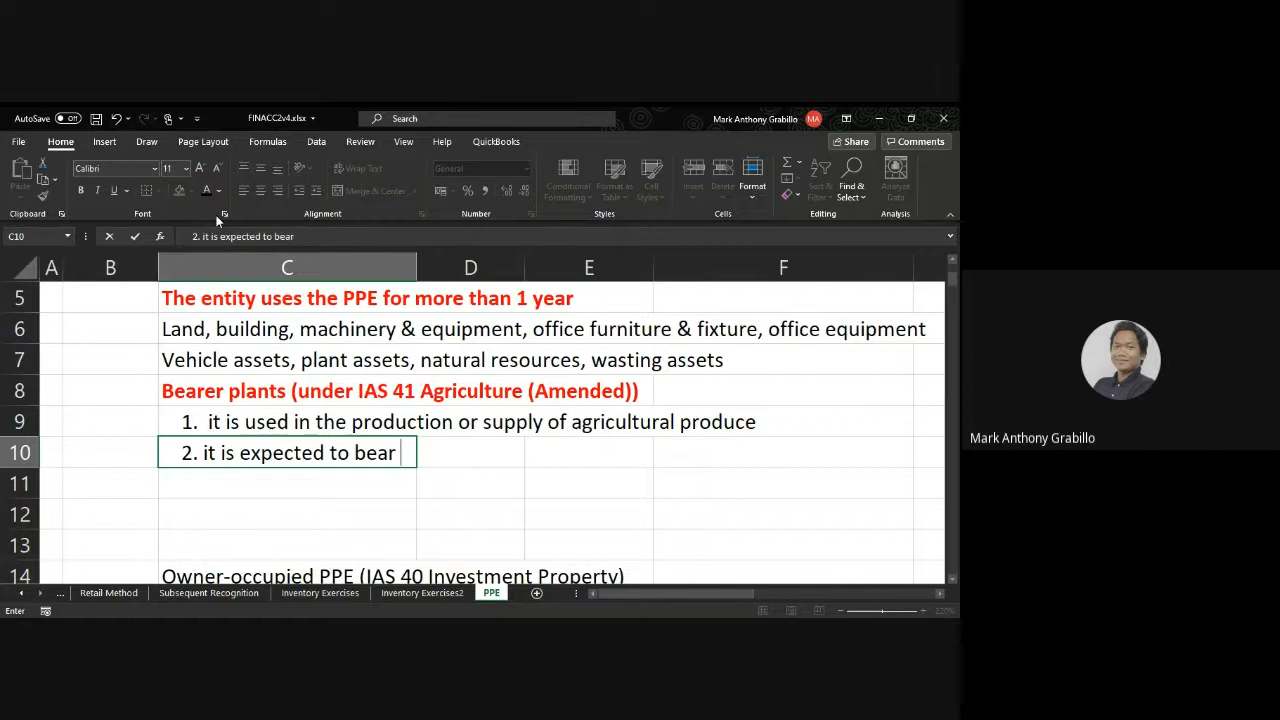 AutoSave Off FINACC2v4.xlsx Search Mark Anthony Grabillo MA
File Home Insert Draw Page Layout Formulas Data Review View Help QuickBooks Share Comments
Paste Calibri 11 Wrap Text General Conditional Formatting Format as Table Cell Styles Insert Delete Format Sort & Filter Find & Select Analyze Data
B I U A Merge & Center % 
Clipboard Font Alignment Number Styles Cells Editing Analysis
C10 fx 2. it is expected to bear
A B C D E F
5 The entity uses the PPE for more than 1 year
6 Land, building, machinery & equipment, office furniture & fixture, office equipment
7 Vehicle assets, plant assets, natural resources, wasting assets
8 Bearer plants (under IAS 41 Agriculture (Amended))
9 1. it is used in the production or supply of agricultural produce
10 2. it is expected to bear
11
12
13
14 Owner-occupied PPE (IAS 40 Investment Property)
... Retail Method Subsequent Recognition Inventory Exercises Inventory Exercises2 PPE
Enter 220%
Mark Anthony Grabillo